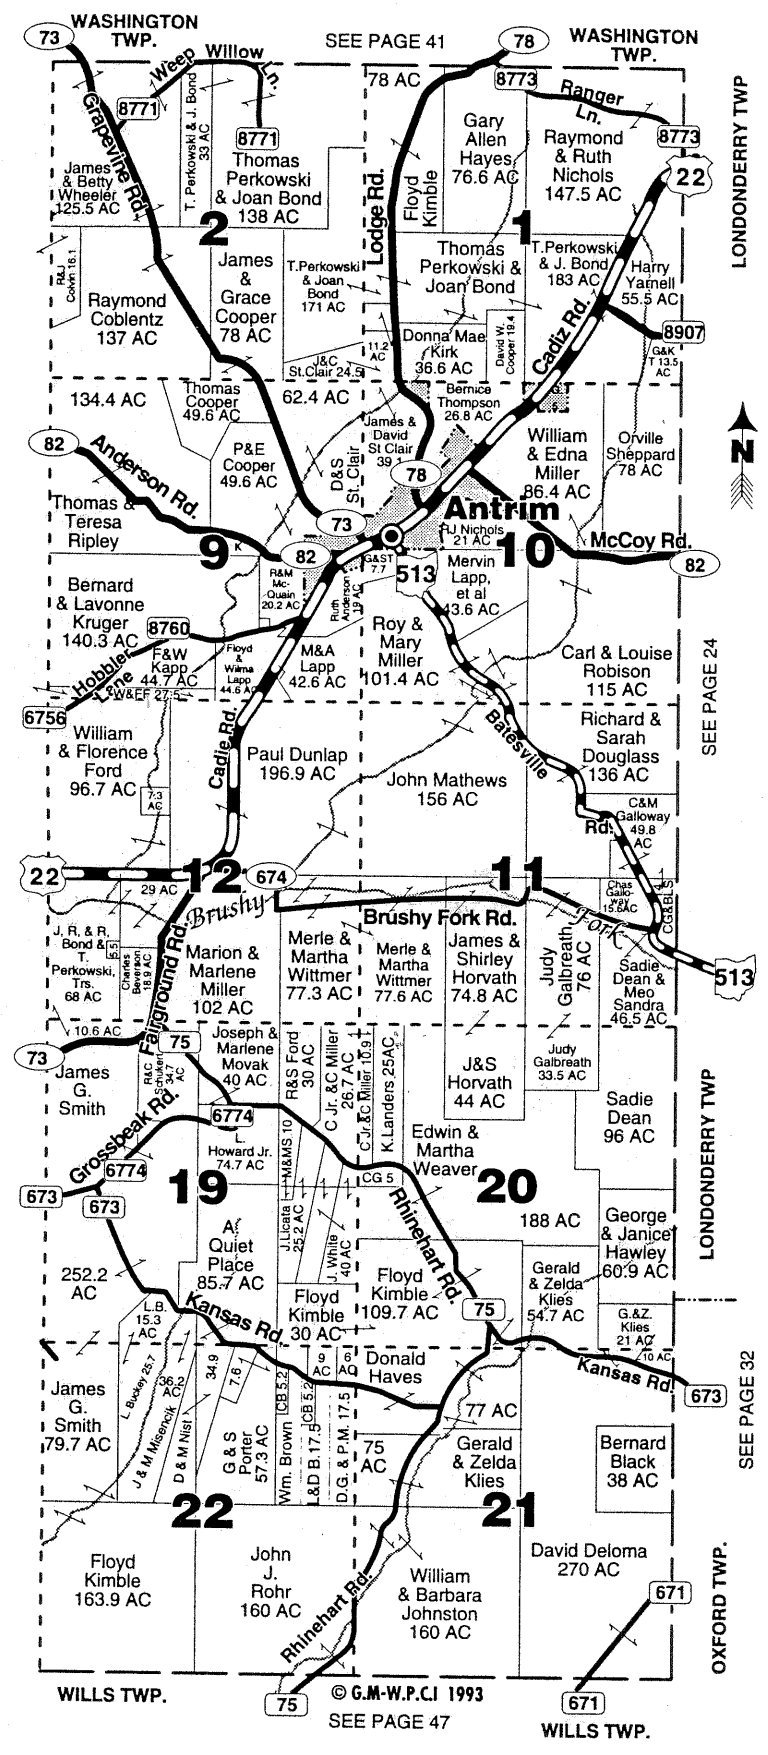 WASHINGTON
TWP.
SEE PAGE 41
WASHINGTON
TWP.
73
78
Weep Willow
Ln.
78 AC
8773
Ranger
Ln.
8771
8773
Grapevine Rd
T. Perkowski & J. Bond
33 AC
8771
Gary
Allen
Hayes
76.6 AC
Raymond
& Ruth
Nichols
147.5 AC
LONDONDERRY TWP
James
& Betty
Wheeler
125.5 AC
Thomas
Perkowski
& Joan Bond
138 AC
Floyd
Kimble
22
Lodge Rd.
2
1
R&J
Colvin 16.1
Raymond
Coblentz
137 AC
James
&
Grace
Cooper
78 AC
T.Perkowski
& Joan
Bond
171 AC
Thomas
Perkowski &
Joan Bond
T.Perkowski
& J. Bond
183 AC
Harry
Yarnell
55.5 AC
Cadiz Rd.
8907
11.2
AC
Donna Mae
Kirk
36.6 AC
David W.
Cooper 19.4
G&K
T 13.5
AC
J&C
St.Clair 24.5
134.4 AC
Thomas
Cooper
49.6 AC
62.4 AC
Bernice
Thompson
26.8 AC
82
Anderson Rd.
P&E
Cooper
49.6 AC
D&S
St. Clair
James &
David
St Clair
39
78
William
& Edna
Miller
86.4 AC
Orville
Sheppard
78 AC
N
Thomas &
Teresa
Ripley
73
Antrim
RJ Nichols
21 AC
McCoy Rd.
9
K
82
G&ST
7.7
10
82
513
Bernard
& Lavonne
Kruger
140.3 AC
R&M
Mc-
Quain
20.2 AC
Ruth
Anderson
19 AC
Mervin
Lapp,
et al
43.6 AC
8760
Hobbler
Lane
F&W
Kapp
44.7 AC
Floyd
&
Wilma
Lapp
44.6 AC
M&A
Lapp
42.6 AC
Roy &
Mary
Miller
101.4 AC
Carl & Louise
Robison
115 AC
SEE PAGE 24
W&FF 27.5
6756
William
& Florence
Ford
96.7 AC
Cadie Rd.
Paul Dunlap
196.9 AC
John Mathews
156 AC
Batesville
Rd.
Richard &
Sarah
Douglass
136 AC
7.3
AC
C&M
Galloway
49.8
AC
22
29 AC
12
674
11
Chas
Gallo-
way
15.6AC
CG&BLS
Brushy
Brushy Fork Rd.
Fork
J, R, & R,
Bond &
T.
Perkowski,
Trs.
68 AC
5.5
Charles
Beverson
18.9 AC
Fairground Rd.
Marion &
Marlene
Miller
102 AC
Merle &
Martha
Wittmer
77.3 AC
Merle &
Martha
Wittmer
77.6 AC
James &
Shirley
Horvath
74.8 AC
Judy
Galbreath
76 AC
Sadie
Dean &
Meo
Sandra
46.5 AC
513
10.6 AC
73
75
James
G.
Smith
R&C
Schukert
34.7
AC
Joseph &
Marlene
Movak
40 AC
R&S Ford
30 AC
C Jr. &C Miller
26.7 AC
C Jr.&C Miller 10.9
K.Landers 25AC
J&S
Horvath
44 AC
Judy
Galbreath
33.5 AC
Sadie
Dean
96 AC
LONDONDERRY TWP
Grossbeak Rd.
6774
L.
Howard Jr.
74.7 AC
M&MS 10
Edwin &
Martha
Weaver
6774
673
673
19
CG 5
20
188 AC
J.Licata
25.2 AC
J. White
40 AC
Rhinehart Rd.
A
Quiet
Place
85.7 AC
George
& Janice
Hawley
60.9 AC
252.2
AC
L.B.
15.3
AC
Kansas Rd.
Floyd
Kimble
30 AC
Floyd
Kimble
109.7 AC
Gerald
& Zelda
Klies
54.7 AC
75
G.&Z.
Klies
21 AC
10 AC
Kansas Rd.
673
James
G.
Smith
79.7 AC
L. Buckey 25.7
36.2
AC
J & M Misencik
D & M Nist
34.9
7.6
G & S
Porter
57.3 AC
CB 5.2
Wm. Brown
9
AC
CB 5.2
L&D B.17.5
6
AC
D.G. & P.M. 17.5
Donald
Haves
77 AC
75
AC
Gerald
& Zelda
Klies
Bernard
Black
38 AC
SEE PAGE 32
22
21
Floyd
Kimble
163.9 AC
John
J.
Rohr
160 AC
William
& Barbara
Johnston
160 AC
David Deloma
270 AC
Rhinehart Rd.
671
OXFORD TWP.
WILLS TWP.
75
© G.M-W.P.C.I 1993
SEE PAGE 47
671
WILLS TWP.